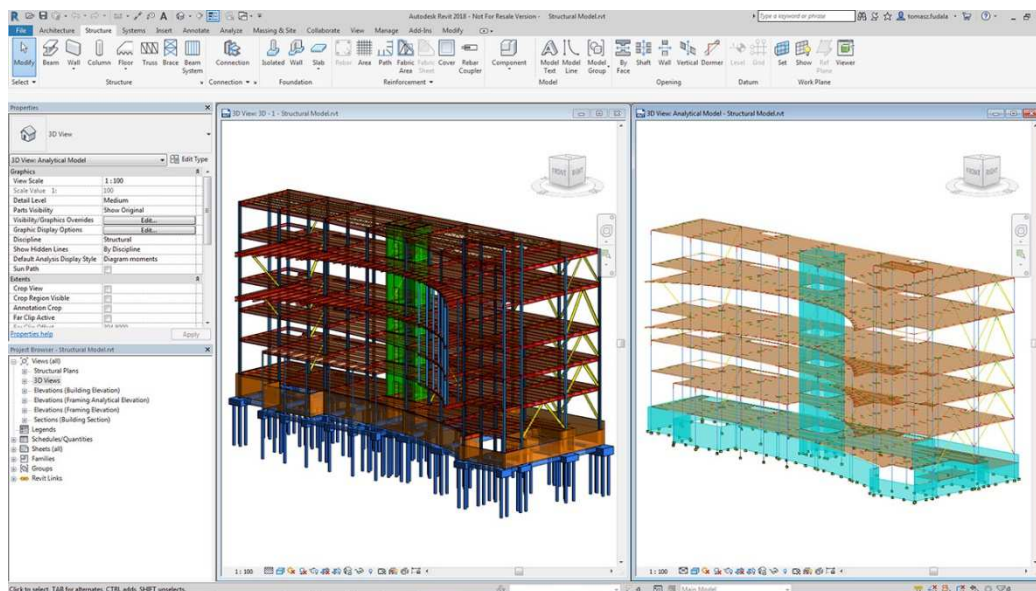 Autodesk Revit 2018 - Not For Resale Version - Structural Model.rvt
Type a keyword or phrase
tomasz.fudala
File Architecture Structure Systems Insert Annotate Analyze Massing & Site Collaborate View Manage Add-Ins Modify
Modify Beam Wall Column Floor Truss Brace Beam System Connection Isolated Wall Slab Rebar Area Path Fabric Area Fabric Sheet Cover Rebar Coupler Component Model Text Model Line Model Group By Face Shaft Wall Vertical Dormer Level Grid Set Show Ref Plane Viewer
Select Structure Connection Foundation Reinforcement Model Opening Datum Work Plane
Properties
3D View
3D View: Analytical Model Edit Type
Graphics
View Scale 1 : 100
Scale Value 1: 100
Detail Level Medium
Parts Visibility Show Original
Visibility/Graphics Overrides Edit...
Graphic Display Options Edit...
Discipline Structural
Show Hidden Lines By Discipline
Default Analysis Display Style Diagram moments
Sun Path
Extents
Crop View
Crop Region Visible
Annotation Crop
Far Clip Active
Properties help Apply
Project Browser - Structural Model.rvt
Views (all)
Structural Plans
3D Views
Elevations (Building Elevation)
Elevations (Framing Analytical Elevation)
Elevations (Framing Elevation)
Sections (Building Section)
Legends
Schedules/Quantities
Sheets (all)
Families
Groups
Revit Links
3D View: 3D - 1 - Structural Model.rvt
FRONT RIGHT
1 : 100
3D View: Analytical Model - Structural Model.rvt
FRONT RIGHT
1 : 100
Click to select, TAB for alternates, CTRL adds, SHIFT unselects.
Main Model